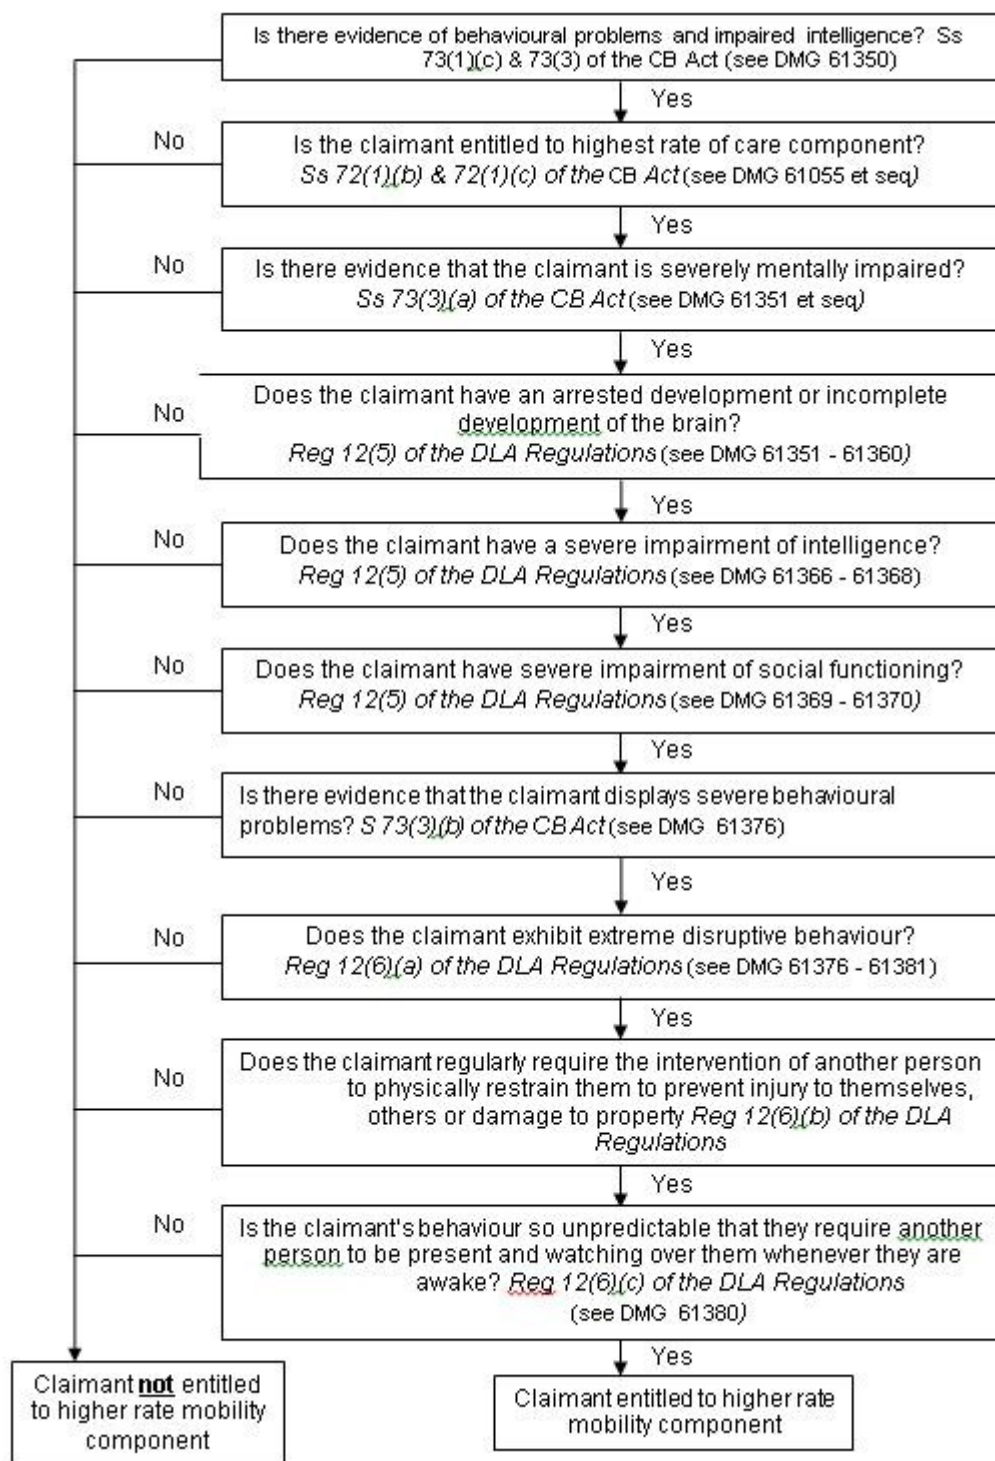 Is there evidence of behavioural problems and impaired intelligence? Ss
73(1)(c) & 73(3) of the CB Act (see DMG 61350)
Yes
No
Is the claimant entitled to highest rate of care component?
Ss 72(1)(b) & 72(1)(c) of the CB Act (see DMG 61055 et seq)
Yes
No
Is there evidence that the claimant is severely mentally impaired?
Ss 73(3)(a) of the CB Act (see DMG 61351 et seq)
Yes
No
Does the claimant have an arrested development or incomplete
development of the brain?
Reg 12(5) of the DLA Regulations (see DMG 61351 - 61360)
Yes
No
Does the claimant have a severe impairment of intelligence?
Reg 12(5) of the DLA Regulations (see DMG 61366 - 61368)
Yes
No
Does the claimant have severe impairment of social functioning?
Reg 12(5) of the DLA Regulations (see DMG 61369 - 61370)
Yes
No
Is there evidence that the claimant displays severe behavioural
problems? S 73(3)(b) of the CB Act (see DMG 61376)
Yes
No
Does the claimant exhibit extreme disruptive behaviour?
Reg 12(6)(a) of the DLA Regulations (see DMG 61376 - 61381)
Yes
No
Does the claimant regularly require the intervention of another person
to physically restrain them to prevent injury to themselves,
others or damage to property Reg 12(6)(b) of the DLA
Regulations
Yes
No
Is the claimant's behaviour so unpredictable that they require another
person to be present and watching over them whenever they are
awake? Reg 12(6)(c) of the DLA Regulations
(see DMG 61380)
Yes
Claimant not entitled
to higher rate mobility
component
Claimant entitled to higher rate
mobility component